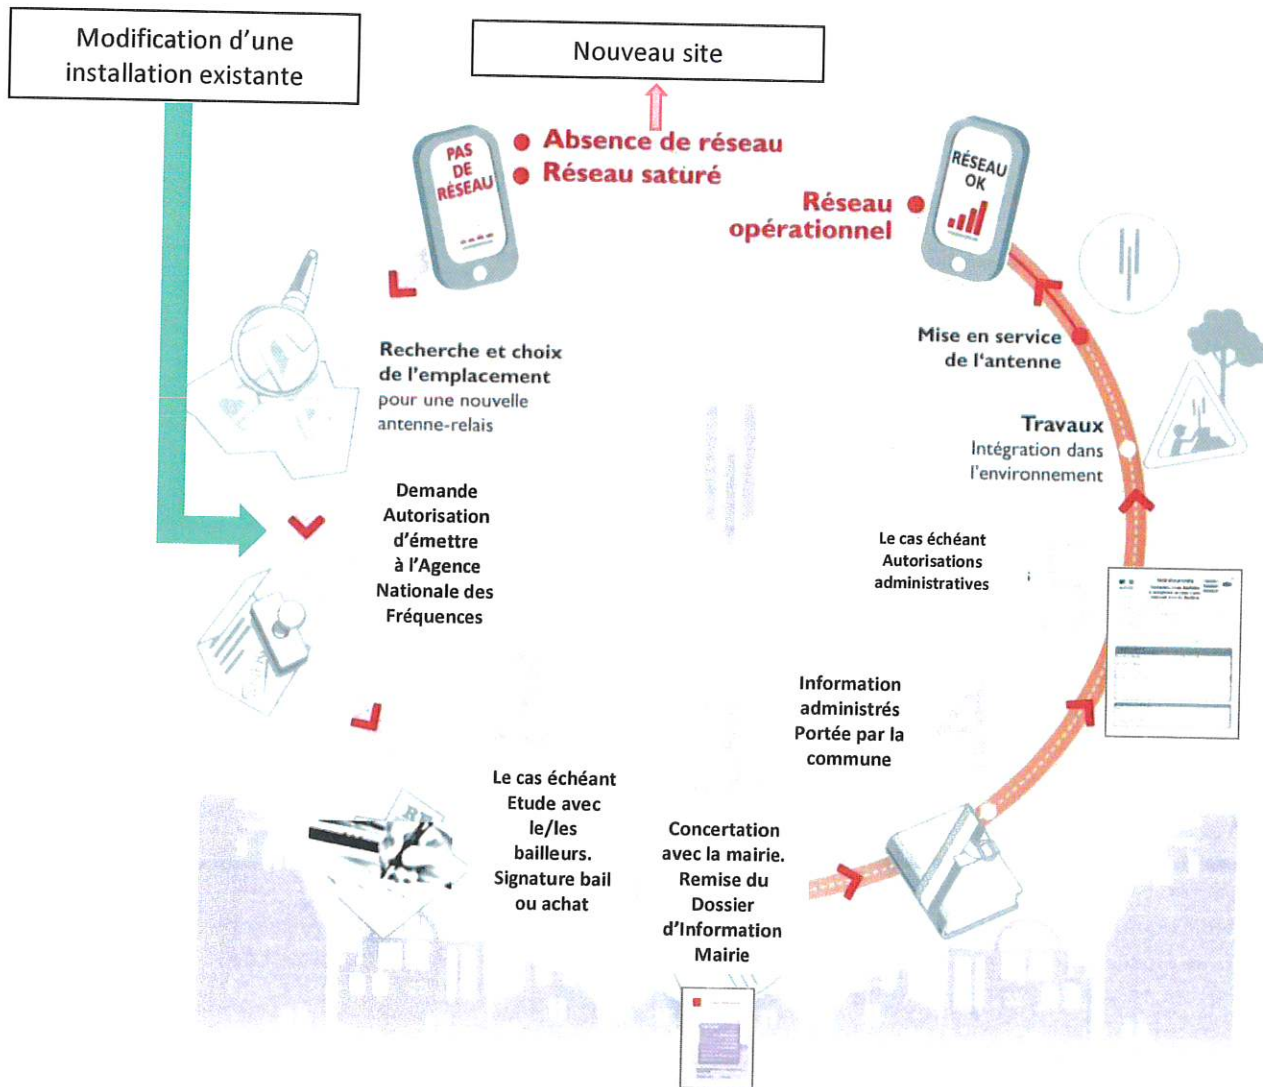 Modification d'une
installation existante
Nouveau site
PAS
DE
RÉSEAU
Absence de réseau
Réseau saturé
Recherche et choix
de l'emplacement
pour une nouvelle
antenne-relais
Demande
Autorisation
d'émettre
à l'Agence
Nationale des
Fréquences
Le cas échéant
Etude avec
le/les
bailleurs.
Signature bail
ou achat
Concertation
avec la mairie.
Remise du
Dossier
d'Information
Mairie
Information
administrés
Portée par la
commune
Le cas échéant
Autorisations
administratives
Travaux
Intégration dans
l'environnement
Mise en service
de l'antenne
Réseau
opérationnel
RÉSEAU
OK